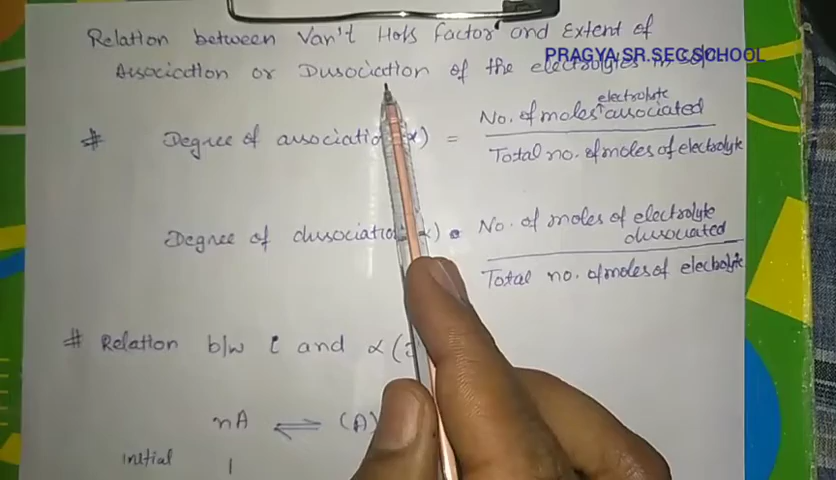 Relation between Van't Hoff Factor and Extent of
PRAGYA SR.SEC.SCHOOL
Association or Dissociation of the electrolytes in
# Degree of association (α) = No. of moles electrolyte associated
Total no. of moles of electrolyte
Degree of dissociation (α) = No. of moles of electrolyte
dissociated
Total no. of moles of electrolyte
# Relation b/w i and α (
nA ⇌ (A)
Initial 1